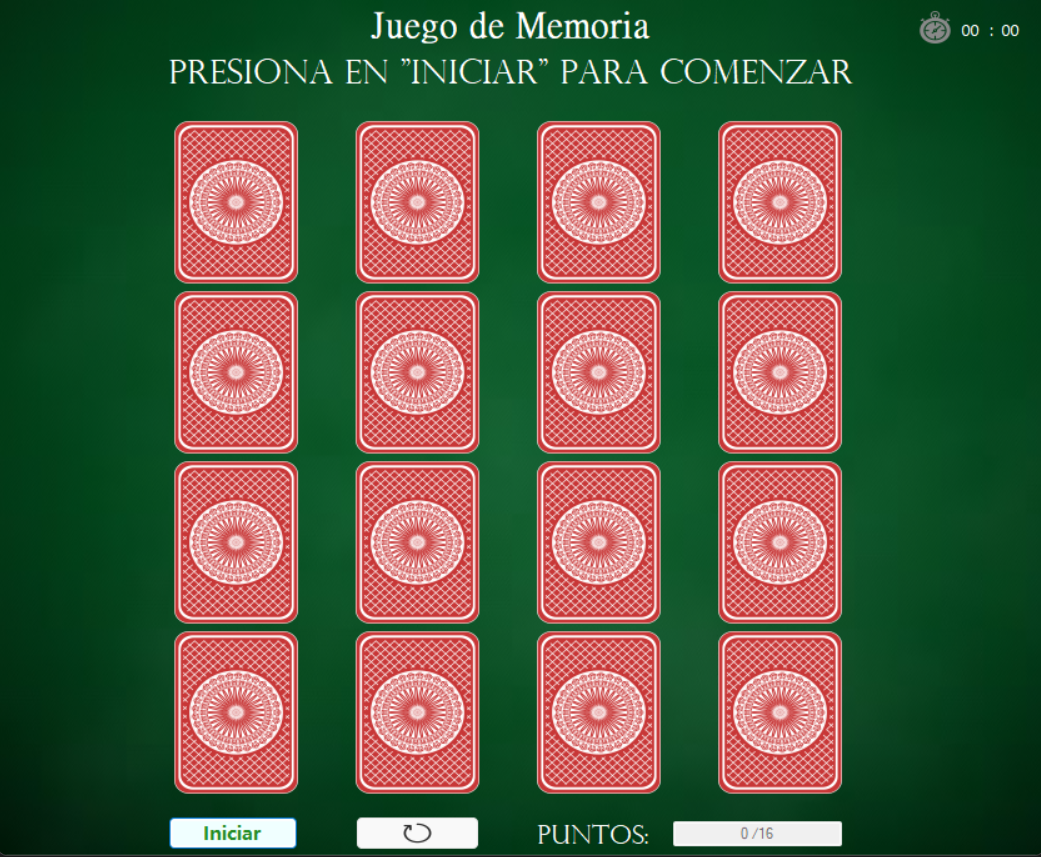 Juego de Memoria
00 : 00
PRESIONA EN "INICIAR" PARA COMENZAR
Iniciar
PUNTOS:
0 /16